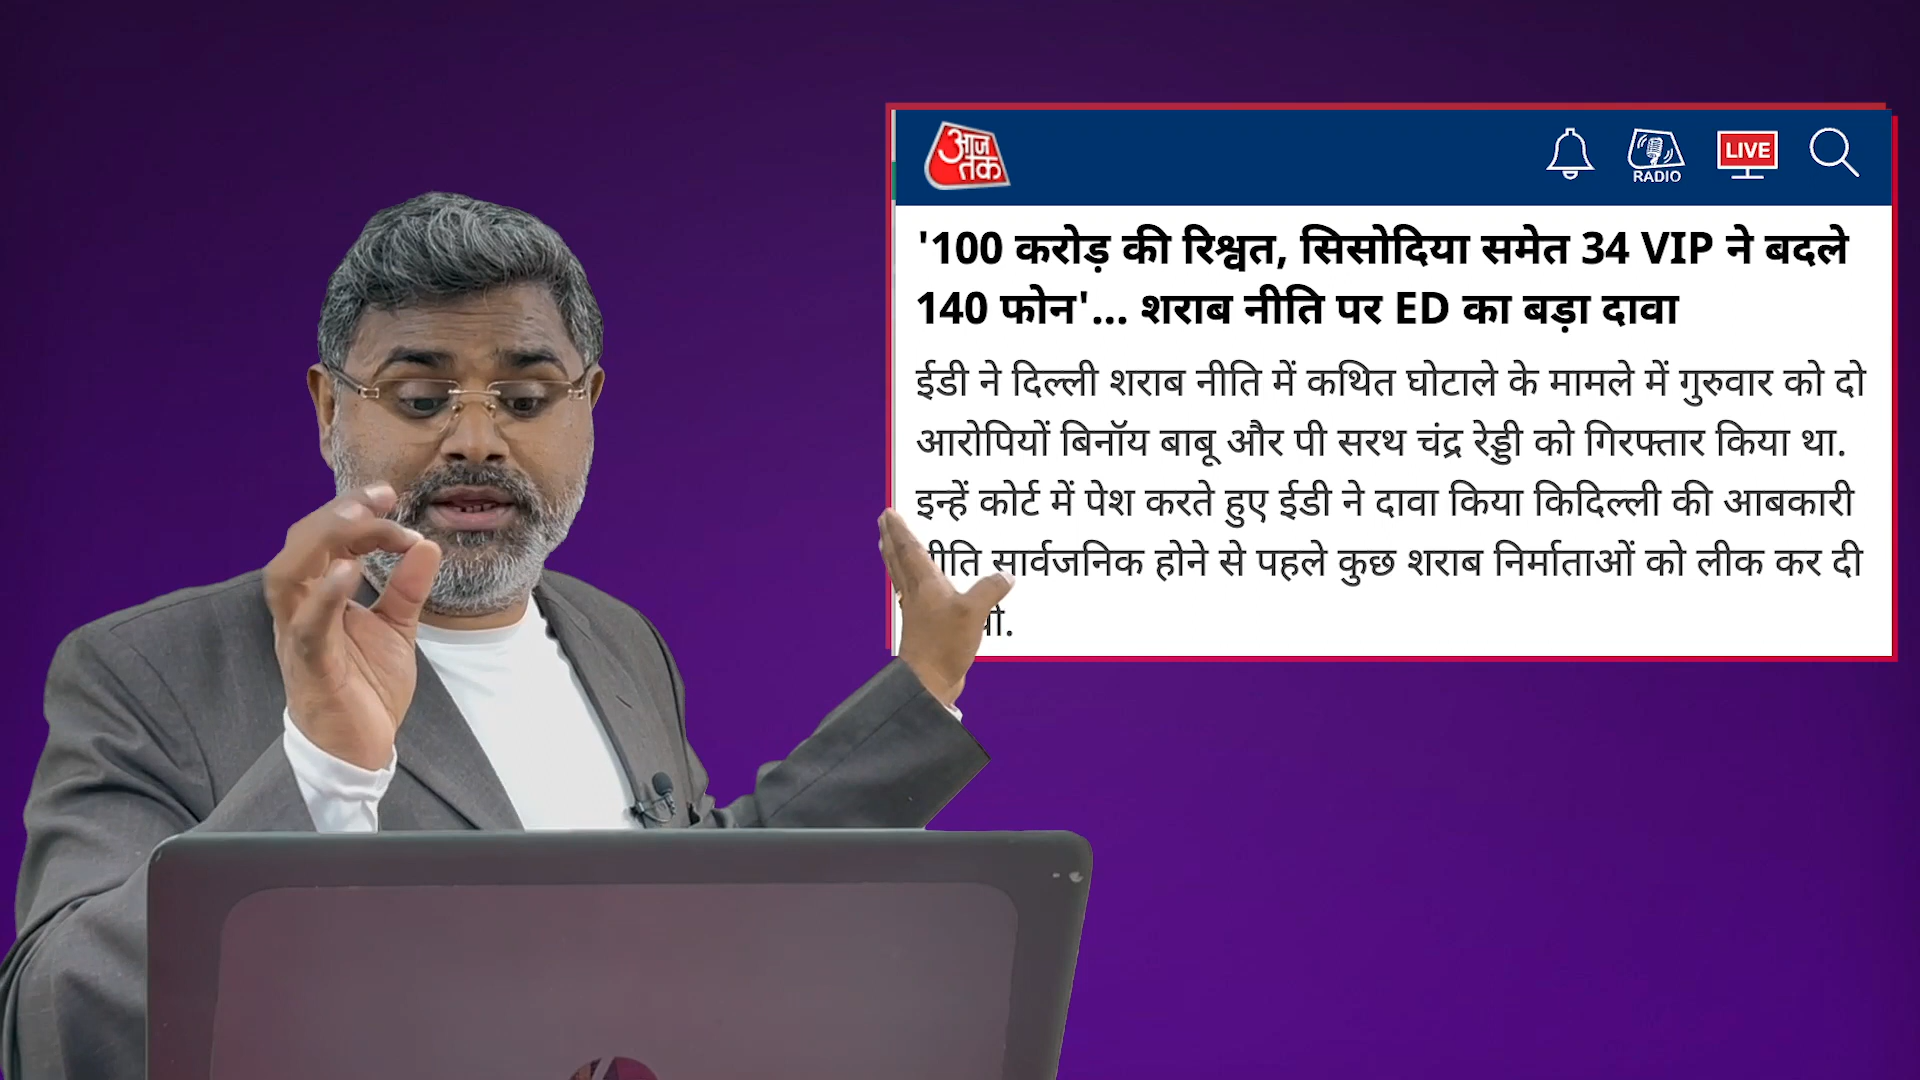 आज
तक
RADIO
LIVE
'100 करोड़ की रिश्वत, सिसोदिया समेत 34 VIP ने बदले
140 फोन'... शराब नीति पर ED का बड़ा दावा
ईडी ने दिल्ली शराब नीति में कथित घोटाले के मामले में गुरुवार को दो
आरोपियों बिनॉय बाबू और पी सरथ चंद्र रेड्डी को गिरफ्तार किया था.
इन्हें कोर्ट में पेश करते हुए ईडी ने दावा किया किदिल्ली की आबकारी
सार्वजनिक होने से पहले कुछ शराब निर्माताओं को लीक कर दी